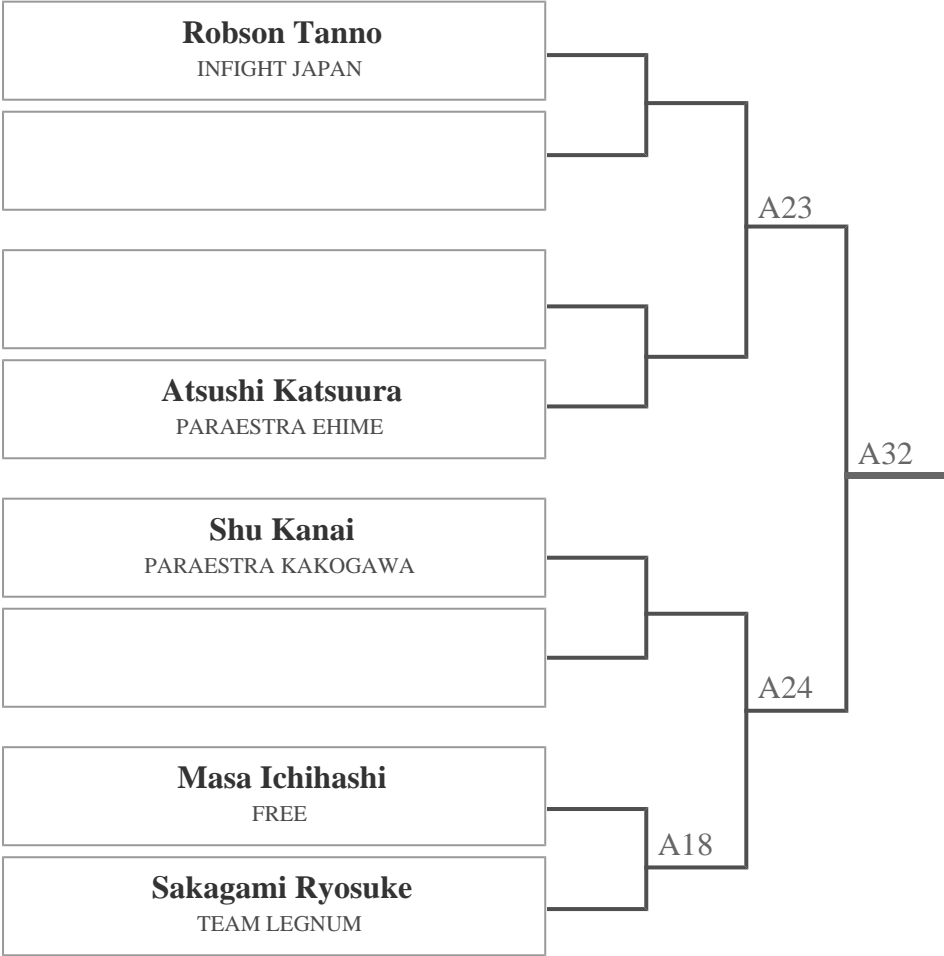 Robson Tanno
INFIGHT JAPAN
A23
Atsushi Katsuura
PARAESTRA EHIME
A32
Shu Kanai
PARAESTRA KAKOGAWA
A24
Masa Ichihashi
FREE
A18
Sakagami Ryosuke
TEAM LEGNUM